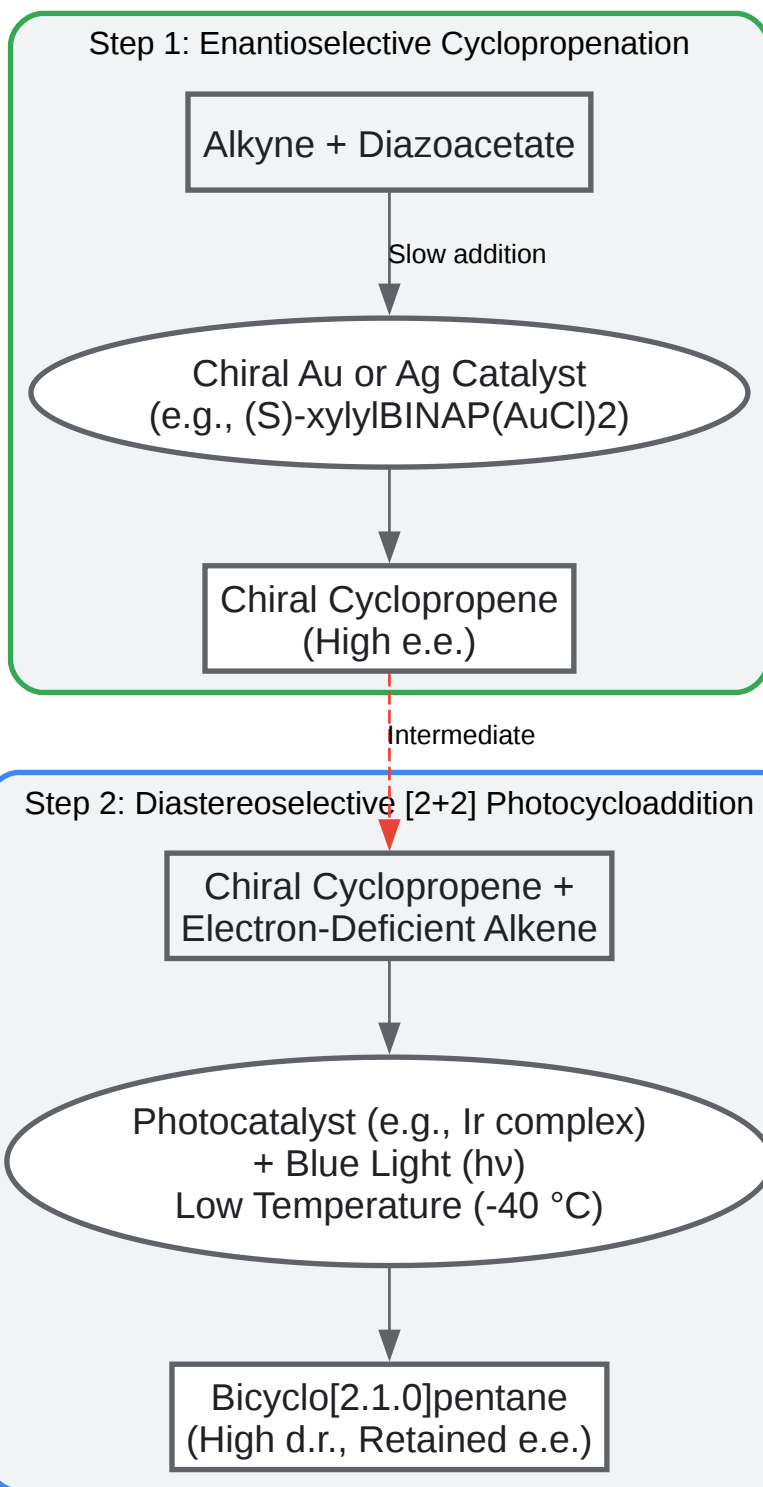 Step 1: Enantioselective Cyclopropenation
Alkyne + Diazoacetate
Slow addition
Chiral Au or Ag Catalyst
(e.g., (S)-xylylBINAP(AuCl)2)
Chiral Cyclopropene
(High e.e.)
Intermediate
Step 2: Diastereoselective [2+2] Photocycloaddition
Chiral Cyclopropene +
Electron-Deficient Alkene
Photocatalyst (e.g., Ir complex)
+ Blue Light (hν)
Low Temperature (-40 °C)
Bicyclo[2.1.0]pentane
(High d.r., Retained e.e.)